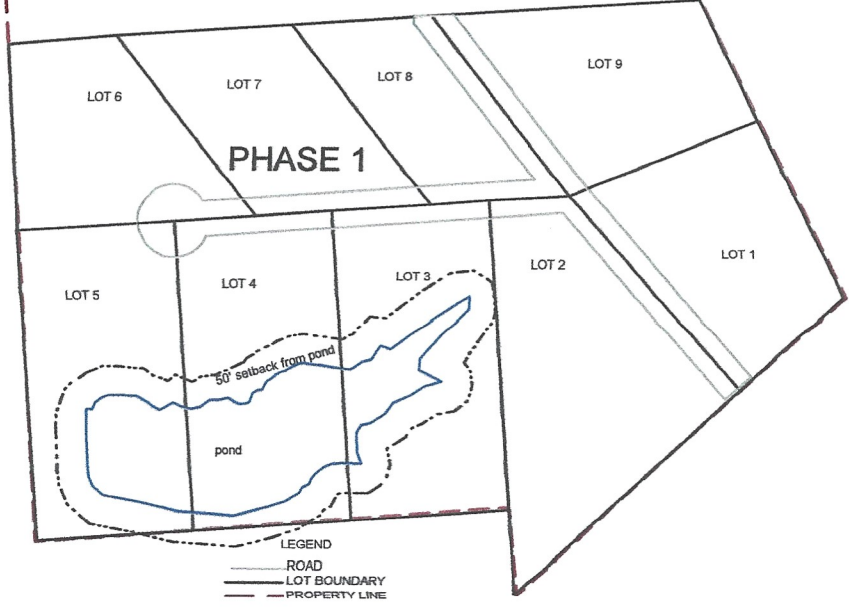 LOT 9
LOT 8
LOT 7
LOT 6
PHASE 1
LOT 1
LOT 2
LOT 3
LOT 4
LOT 5
50' setback from pond
pond
LEGEND
ROAD
LOT BOUNDARY
PROPERTY LINE